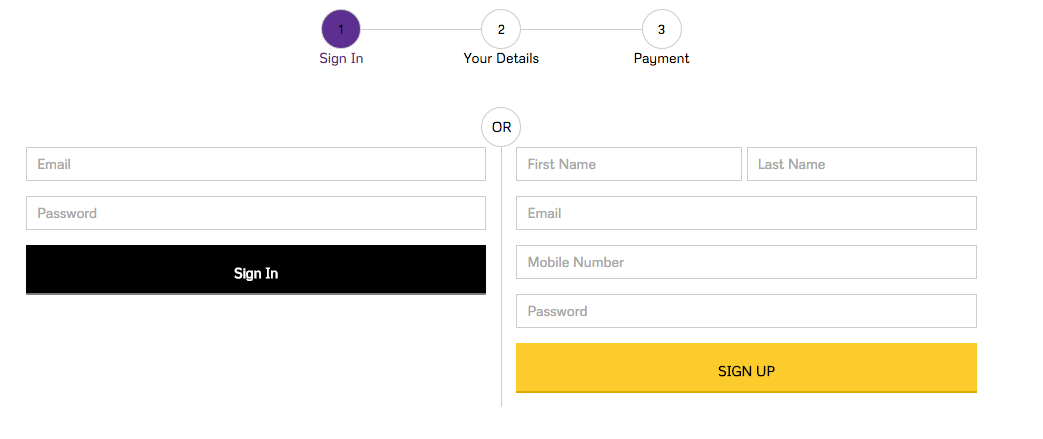 1 2 3
Sign In Your Details Payment
OR
Email
Password
Sign In
First Name Last Name
Email
Mobile Number
Password
SIGN UP